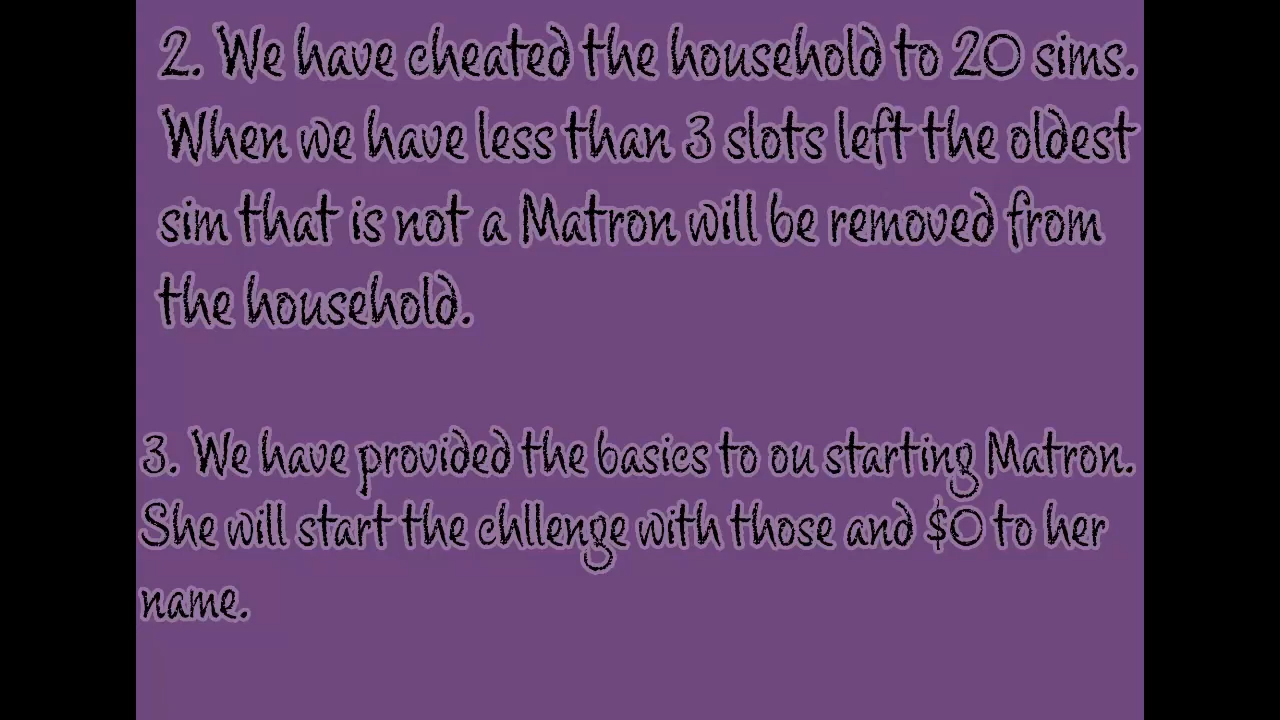 2. We have cheated the household to 20 sims.
When we have less than 3 slots left the oldest
sim that is not a Matron will be removed from
the household.
3. We have provided the basics to ou starting Matron.
She will start the chllenge with those and $0 to her
name.